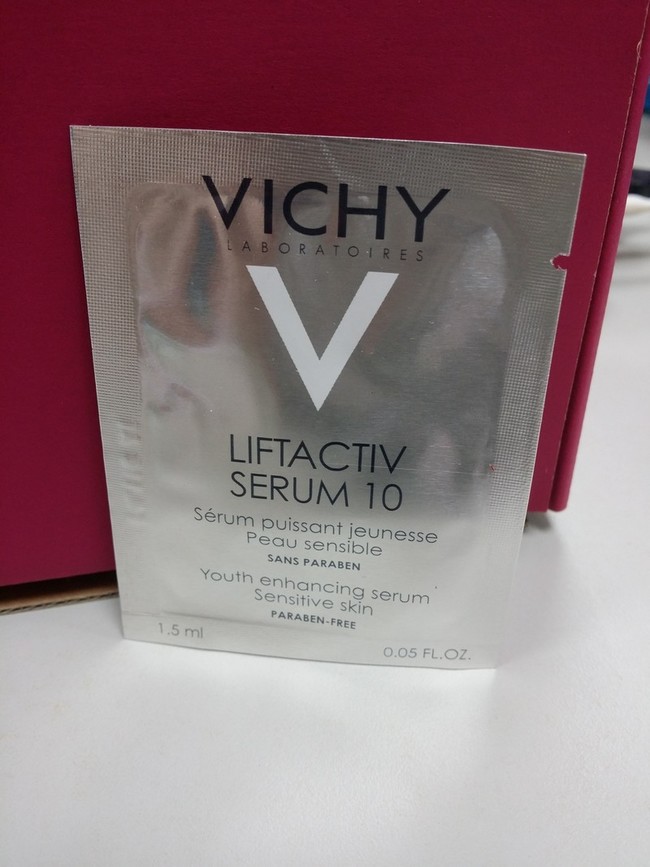 VICHY
LABORATOIRES
V
LIFTACTIV
SERUM 10
Sérum puissant jeunesse
Peau sensible
SANS PARABEN
Youth enhancing serum
Sensitive skin
PARABEN-FREE
1,5 ml
0.05 FL.OZ.